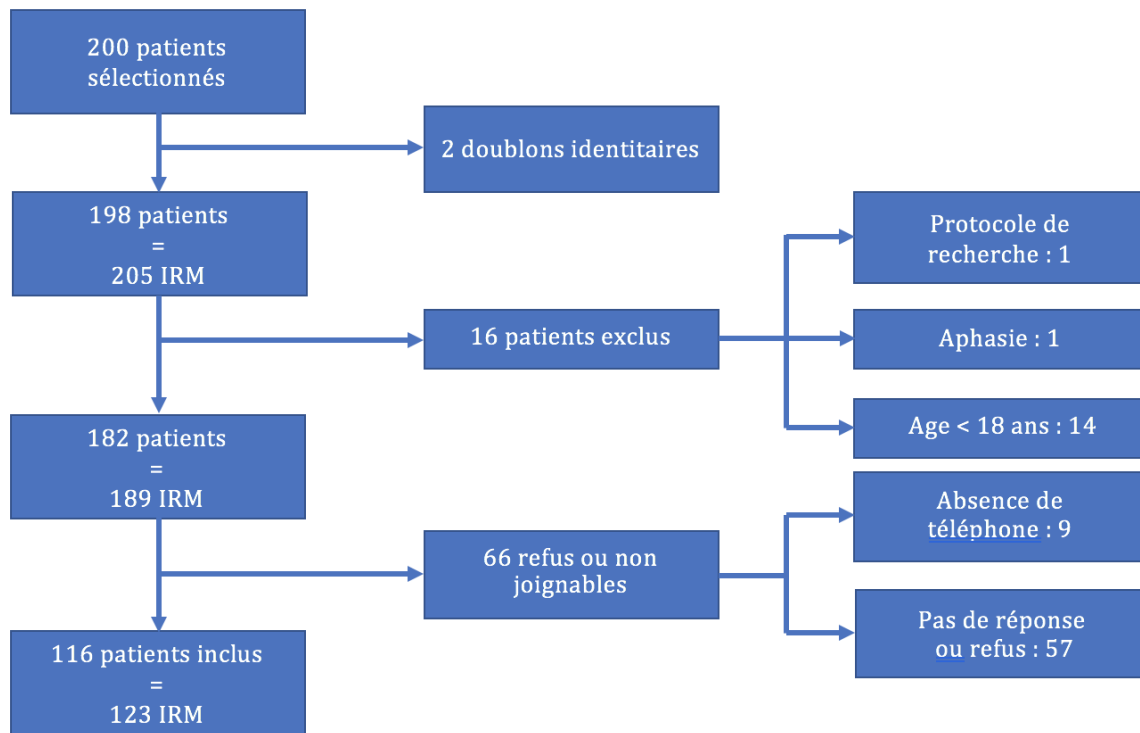 200 patients
sélectionnés
2 doublons identitaires
198 patients
=
205 IRM
Protocole de
recherche : 1
16 patients exclus
Aphasie : 1
Age < 18 ans : 14
182 patients
=
189 IRM
Absence de
téléphone : 9
66 refus ou non
joignables
Pas de réponse
ou refus : 57
116 patients inclus
=
123 IRM